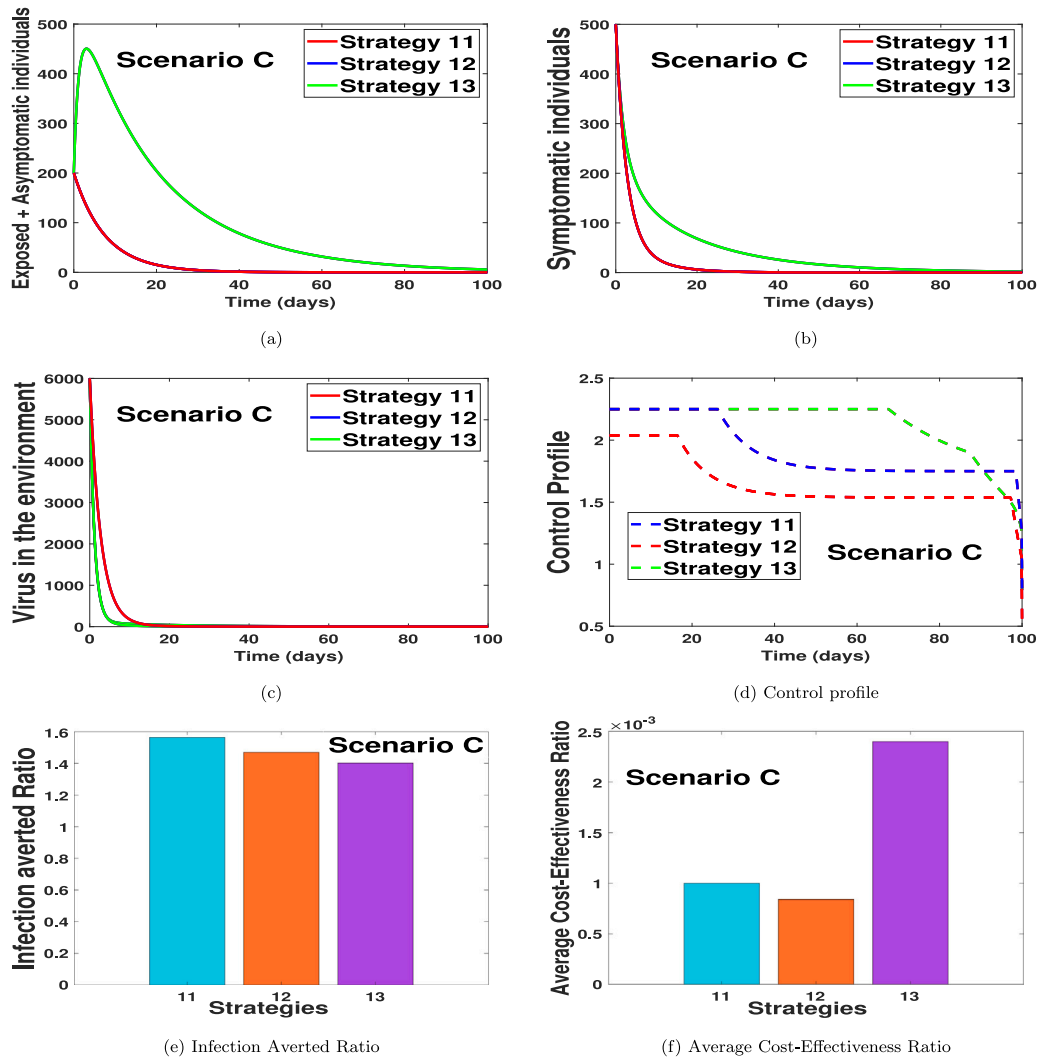 Exposed + Asymptomatic individuals
500
400
300
200
100
0
Scenario C
Strategy 11
Strategy 12
Strategy 13
0 20 40 60 80 100
Time (days)
(a)
Symptomatic individuals
500
400
300
200
100
0
Scenario C
Strategy 11
Strategy 12
Strategy 13
0 20 40 60 80 100
Time (days)
(b)
Virus in the environment
6000
5000
4000
3000
2000
1000
0
Scenario C
Strategy 11
Strategy 12
Strategy 13
0 20 40 60 80 100
Time (days)
(c)
Control Profile
2.5
2
1.5
1
0.5
Strategy 11
Strategy 12
Strategy 13
Scenario C
0 20 40 60 80 100
Time (days)
(d) Control profile
Infection averted Ratio
1.6
1.4
1.2
1
0.8
0.6
0.4
0.2
0
Scenario C
11 12 13
Strategies
(e) Infection Averted Ratio
Average Cost-Effectiveness Ratio
×10-3
2.5
2
1.5
1
0.5
0
Scenario C
11 12 13
Strategies
(f) Average Cost-Effectiveness Ratio